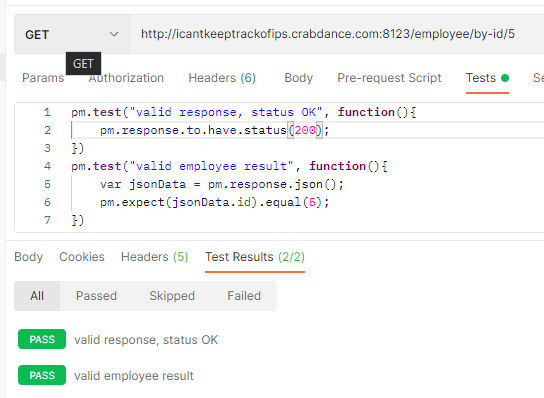 GET
http://icantkeeptrackofips.crabdance.com:8123/employee/by-id/5
GET
Params Authorization Headers (6) Body Pre-request Script Tests
1 pm.test("valid response, status OK", function(){
2 pm.response.to.have.status(200);
3 })
4 pm.test("valid employee result", function(){
5 var jsonData = pm.response.json();
6 pm.expect(jsonData.id).equal(5);
7 })
Body Cookies Headers (5) Test Results (2/2)
All Passed Skipped Failed
PASS valid response, status OK
PASS valid employee result